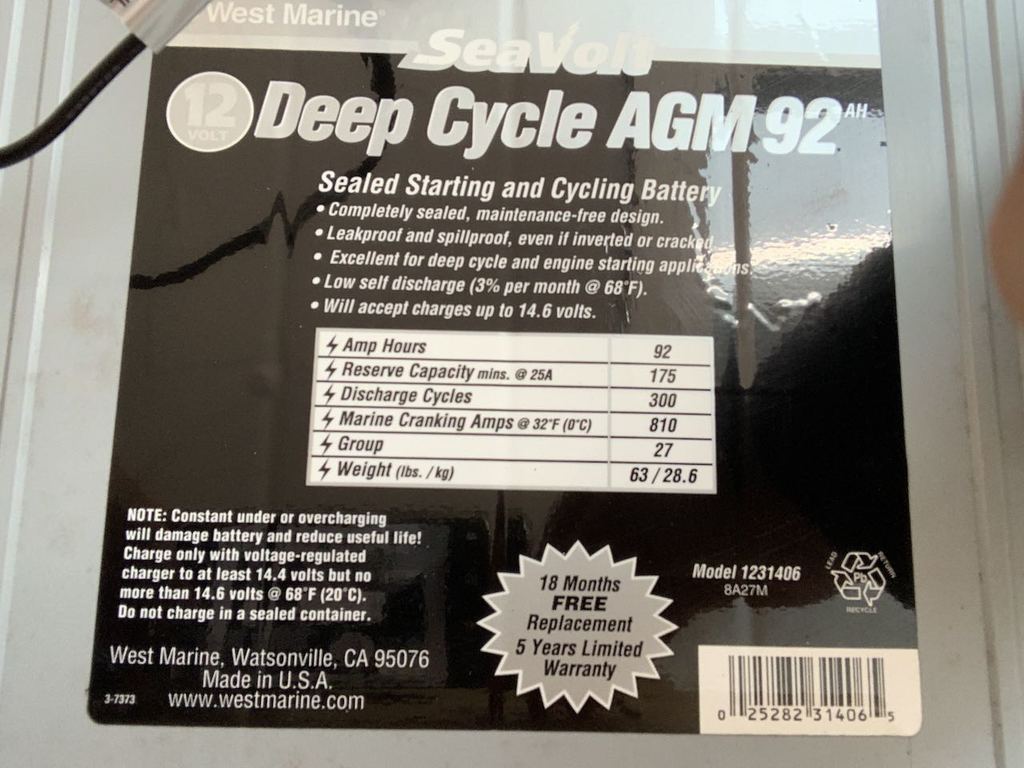 West Marine®
SeaVolt
12
VOLT
Deep Cycle AGM 92 AH
Sealed Starting and Cycling Battery
• Completely sealed, maintenance-free design.
• Leakproof and spillproof, even if inverted or cracked
• Excellent for deep cycle and engine starting applications.
• Low self discharge (3% per month @ 68°F).
• Will accept charges up to 14.6 volts.
Amp Hours 92
Reserve Capacity mins. @ 25A 175
Discharge Cycles 300
Marine Cranking Amps @ 32°F (0°C) 810
Group 27
Weight (lbs. / kg) 63 / 28.6
NOTE: Constant under or overcharging
will damage battery and reduce useful life!
Charge only with voltage-regulated
charger to at least 14.4 volts but no
more than 14.6 volts @ 68°F (20°C).
Do not charge in a sealed container.
West Marine, Watsonville, CA 95076
Made in U.S.A.
3-7373 www.westmarine.com
18 Months
FREE
Replacement
5 Years Limited
Warranty
Model 1231406
8A27M
LEAD
RETURN
Pb
RECYCLE
0 25282 31406 5